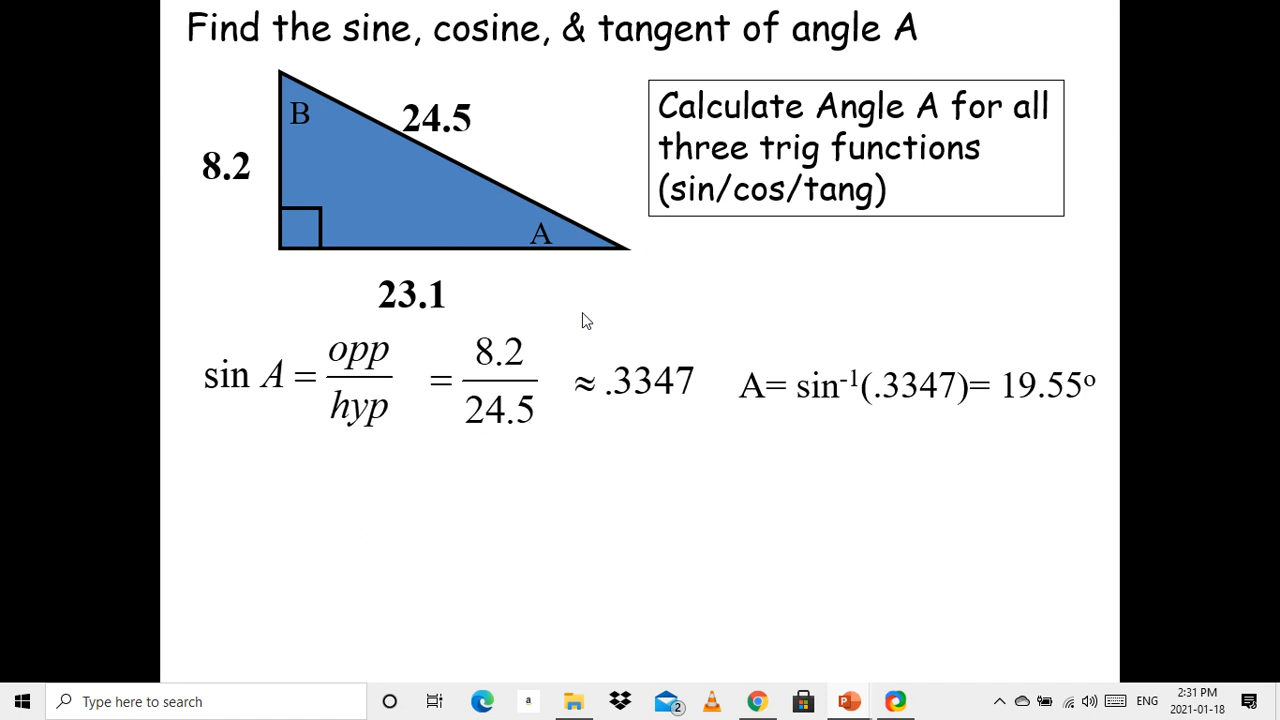 Find the sine, cosine, & tangent of angle A
B
24.5
8.2
A
23.1
Calculate Angle A for all
three trig functions
(sin/cos/tang)
sin A = opp/hyp = 8.2/24.5 ≈ .3347 A= sin⁻¹(.3347)= 19.55º
Type here to search
a
2
ENG
2:31 PM
2021-01-18